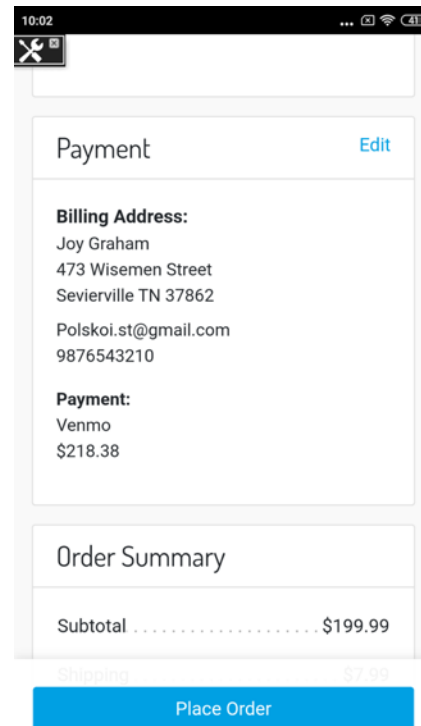 10:02
41
Payment
Edit
Billing Address:
Joy Graham
473 Wisemen Street
Sevierville TN 37862
Polskoi.st@gmail.com
9876543210
Payment:
Venmo
$218.38
Order Summary
Subtotal . . . . . . . . . . . . . . . . . . . . $199.99
Shipping $7.99
Place Order